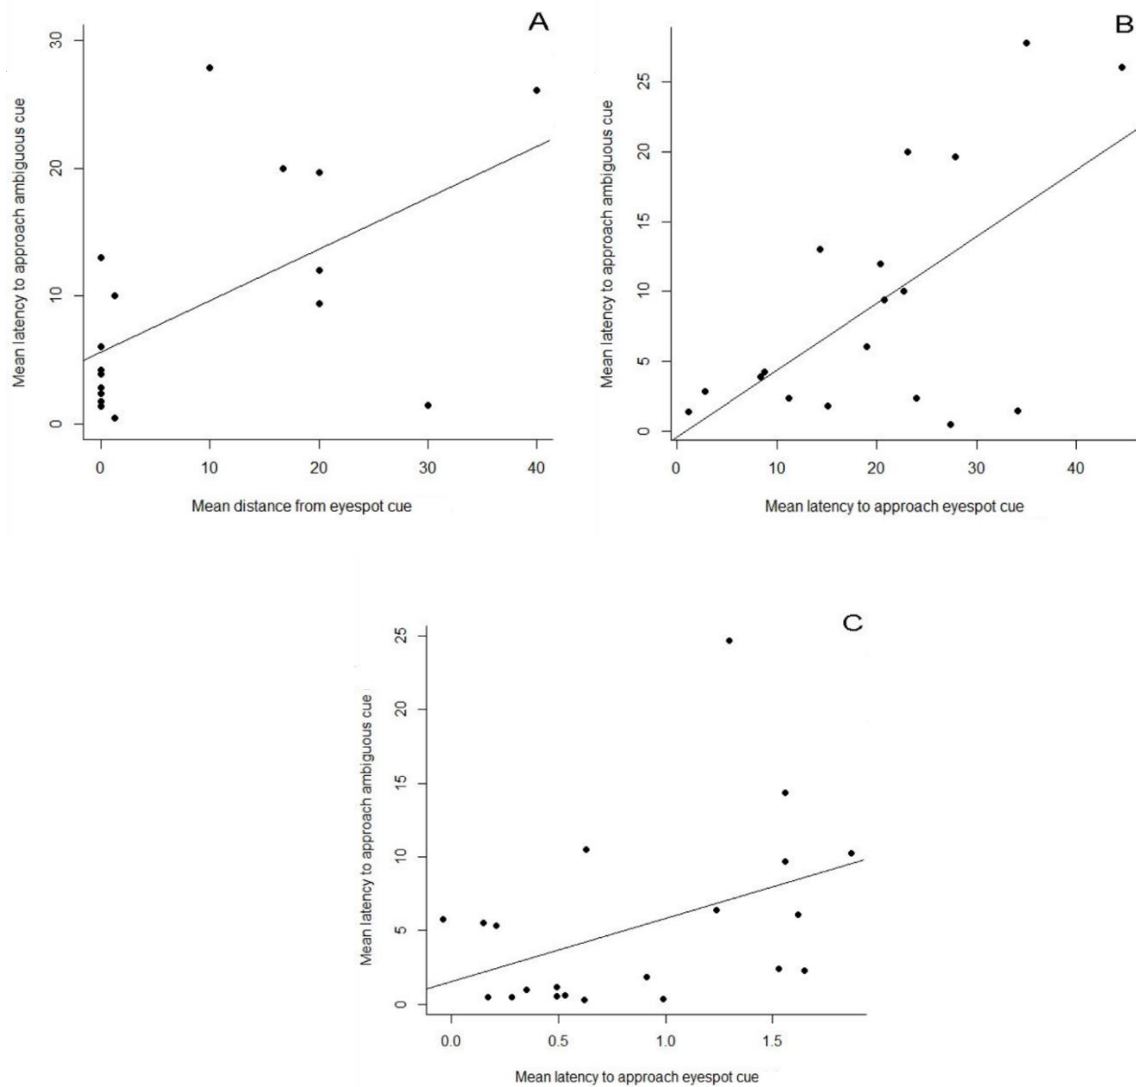 A
30
20
10
0
Mean latency to approach ambiguous cue
0 10 20 30 40
Mean distance from eyespot cue
B
25
20
15
10
5
0
Mean latency to approach ambiguous cue
0 10 20 30 40
Mean latency to approach eyespot cue
C
25
20
15
10
5
0
Mean latency to approach ambiguous cue
0.0 0.5 1.0 1.5
Mean latency to approach eyespot cue